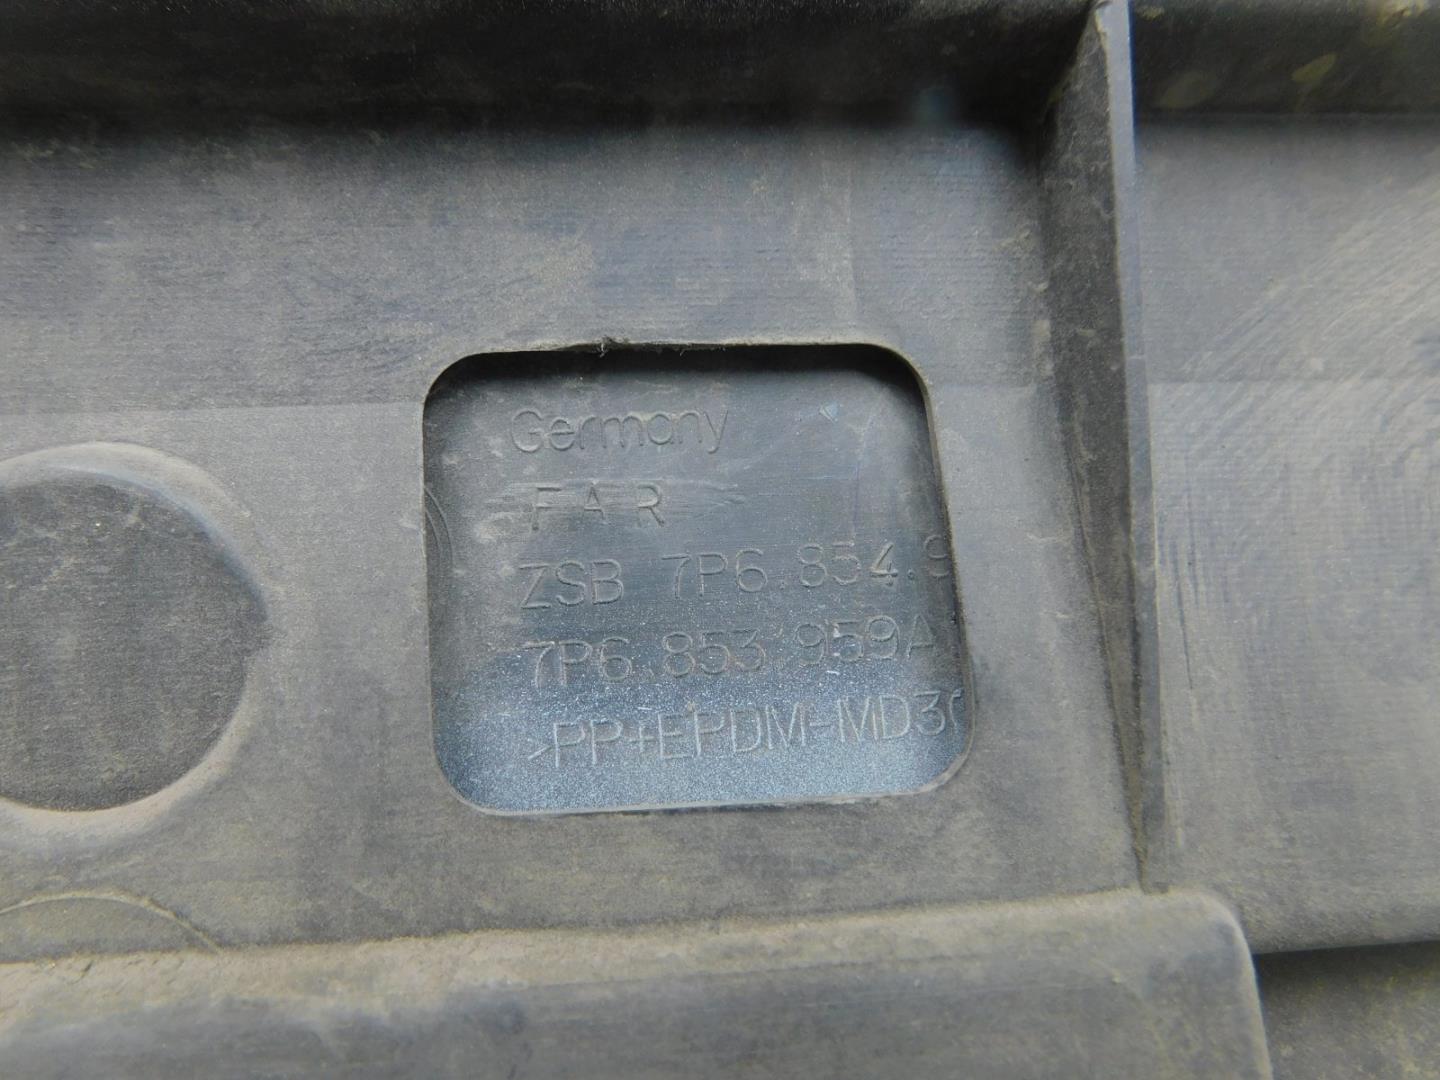 Germany
FAR
ZSB 7P6.854.9
7P6.853 959A
>PP+EPDM-MD30